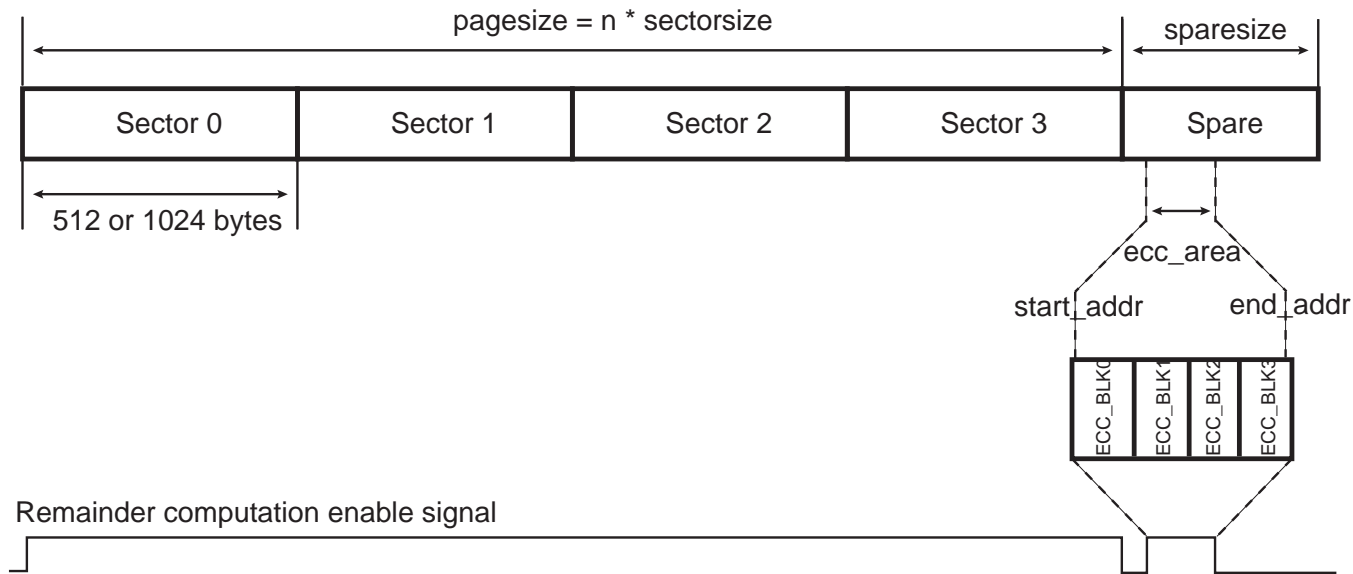 pagesize = n * sectorsize
sparesize
Sector 0
Sector 1
Sector 2
Sector 3
Spare
512 or 1024 bytes
ecc_area
start_addr
end_addr
ECC_BLK0
ECC_BLK1
ECC_BLK2
ECC_BLK3
Remainder computation enable signal